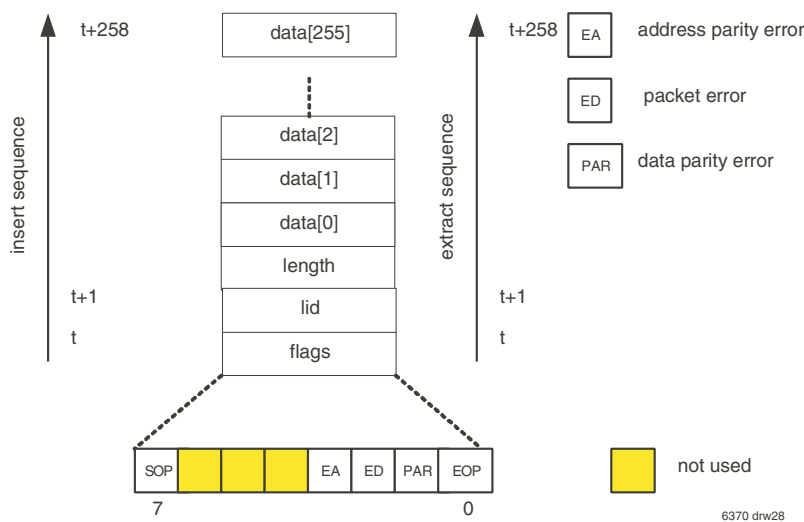 t+258
data[255]
t+258
EA
address parity error
ED
packet error
PAR
data parity error
insert sequence
extract sequence
data[2]
data[1]
data[0]
length
t+1
lid
t+1
t
flags
t
SOP
EA
ED
PAR
EOP
not used
7
0
6370 drw28